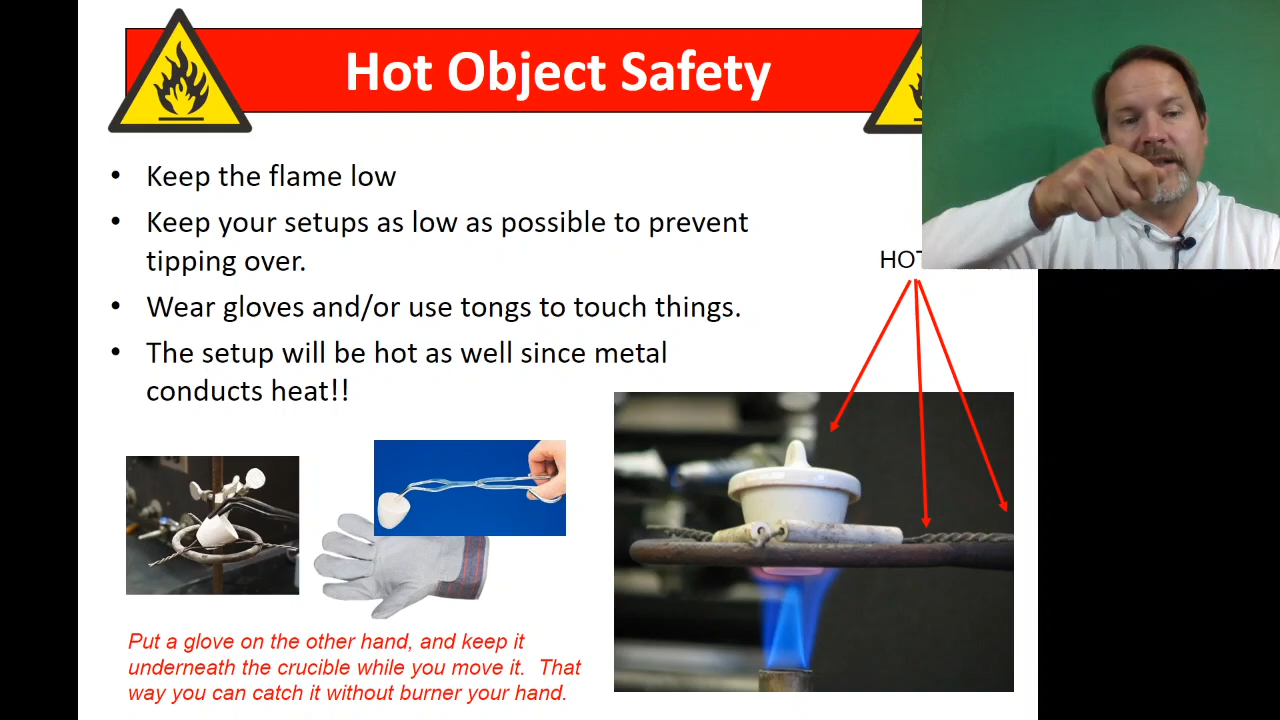 Hot Object Safety
• Keep the flame low
• Keep your setups as low as possible to prevent
tipping over.
• Wear gloves and/or use tongs to touch things.
• The setup will be hot as well since metal
conducts heat!!
HOT
Put a glove on the other hand, and keep it
underneath the crucible while you move it. That
way you can catch it without burner your hand.